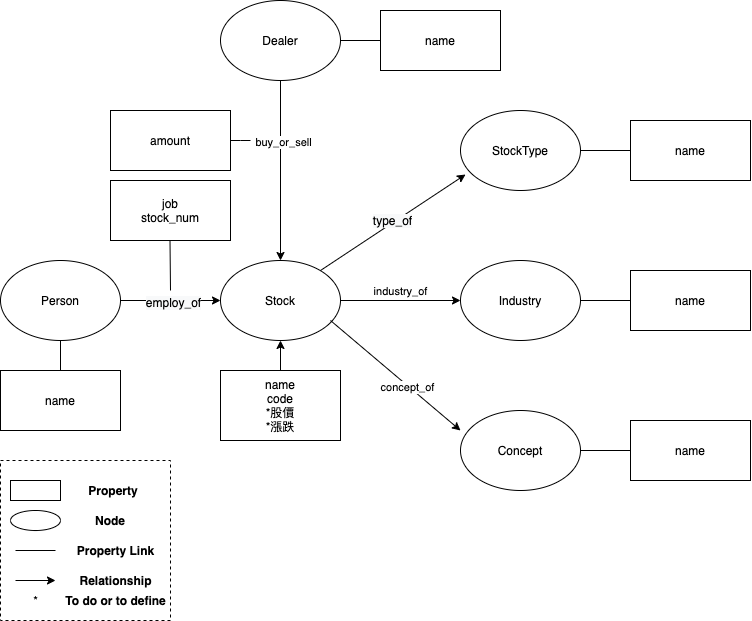 Dealer
name
amount
buy_or_sell
StockType
name
job
stock_num
type_of
Person
employ_of
Stock
industry_of
Industry
name
name
name
code
*股價
*漲跌
concept_of
Concept
name
Property
Node
Property Link
Relationship
* To do or to define